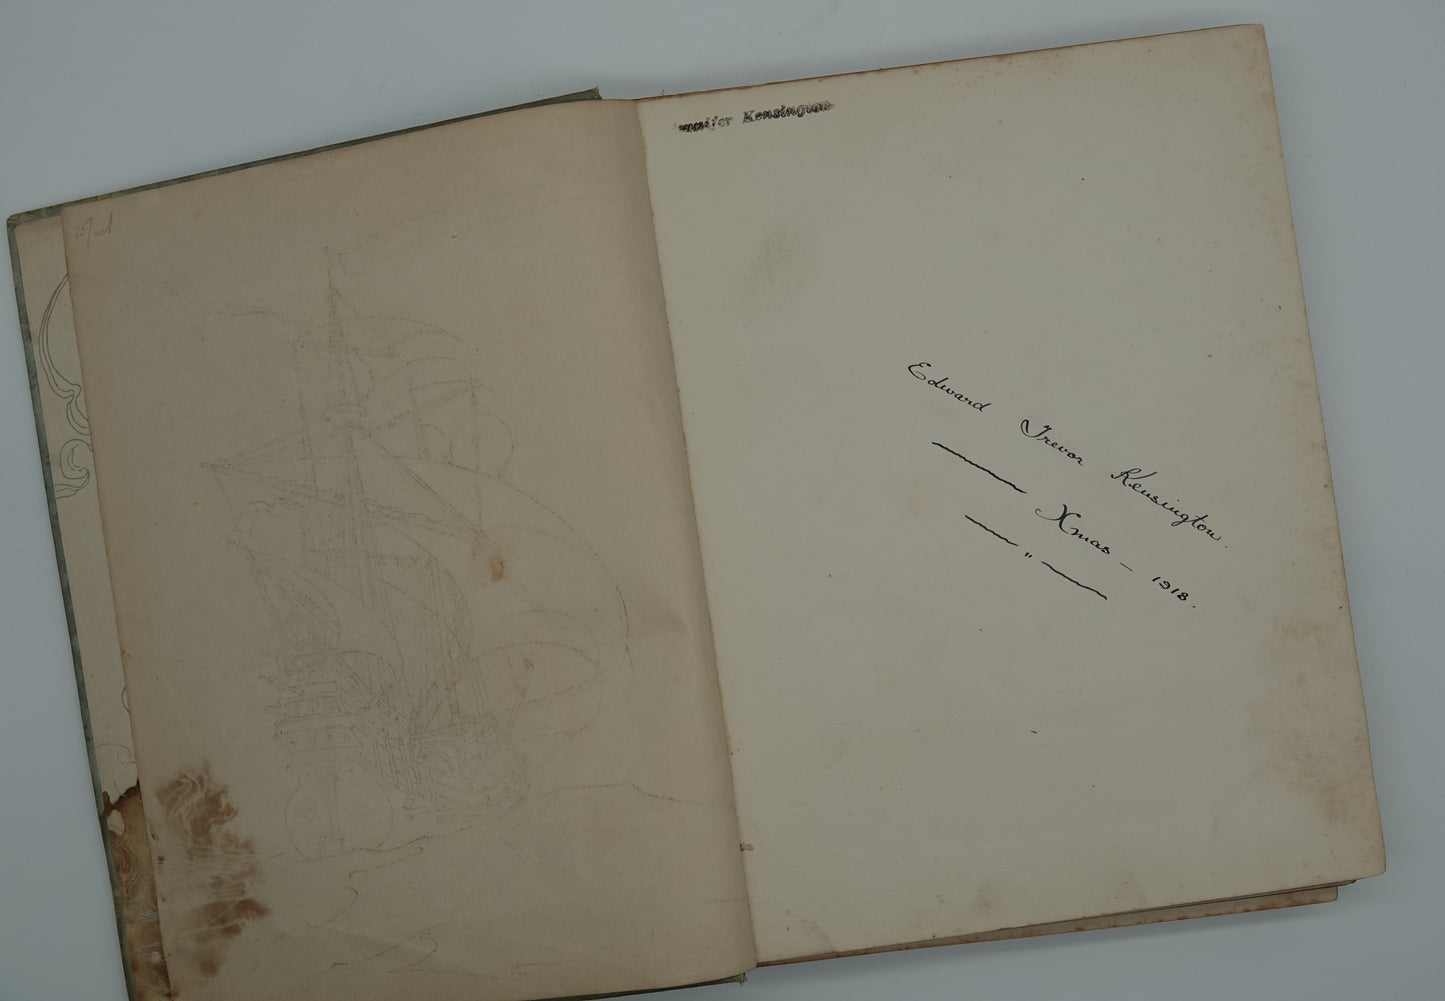 Kensington
15/
Edward Trevor Kensington.
Xmas – 1918.
"